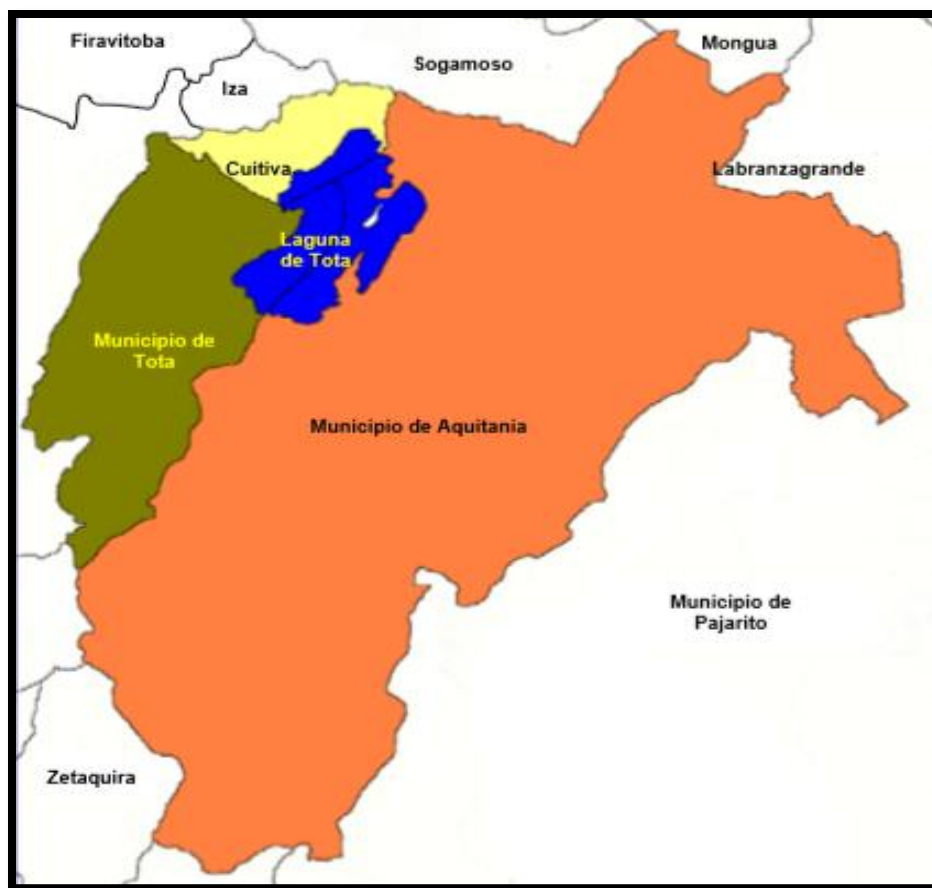 Firavitoba
Mongua
Sogamoso
Iza
Cuitiva
Labranzagrande
Laguna
de Tota
Municipio de
Tota
Municipio de Aquitania
Municipio de
Pajarito
Zetaquira